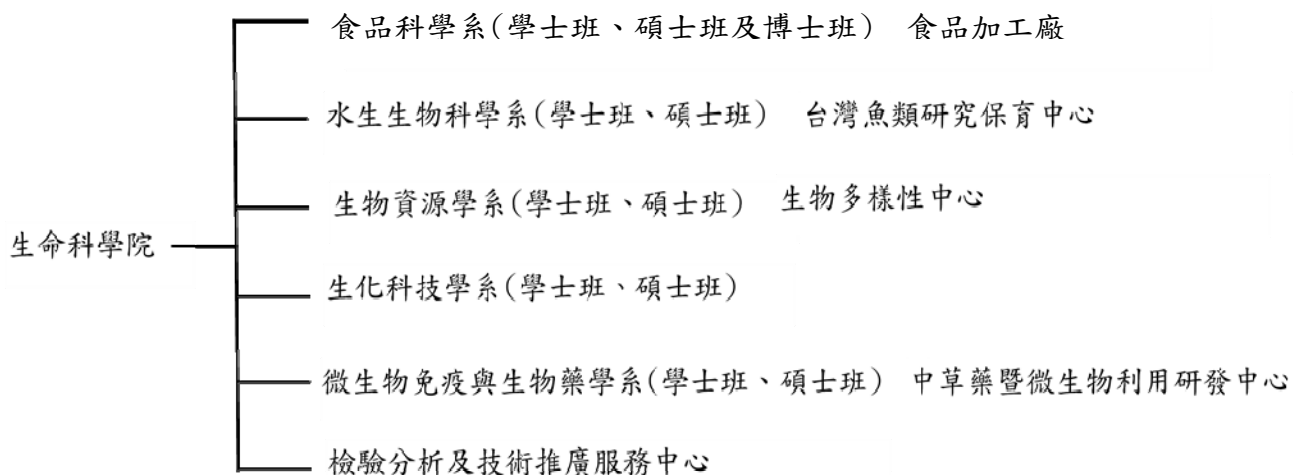 食品科學系(學士班、碩士班及博士班) 食品加工廠
水生生物科學系(學士班、碩士班) 台灣魚類研究保育中心
生物資源學系(學士班、碩士班) 生物多樣性中心
生命科學院
生化科技學系(學士班、碩士班)
微生物免疫與生物藥學系(學士班、碩士班) 中草藥暨微生物利用研發中心
檢驗分析及技術推廣服務中心